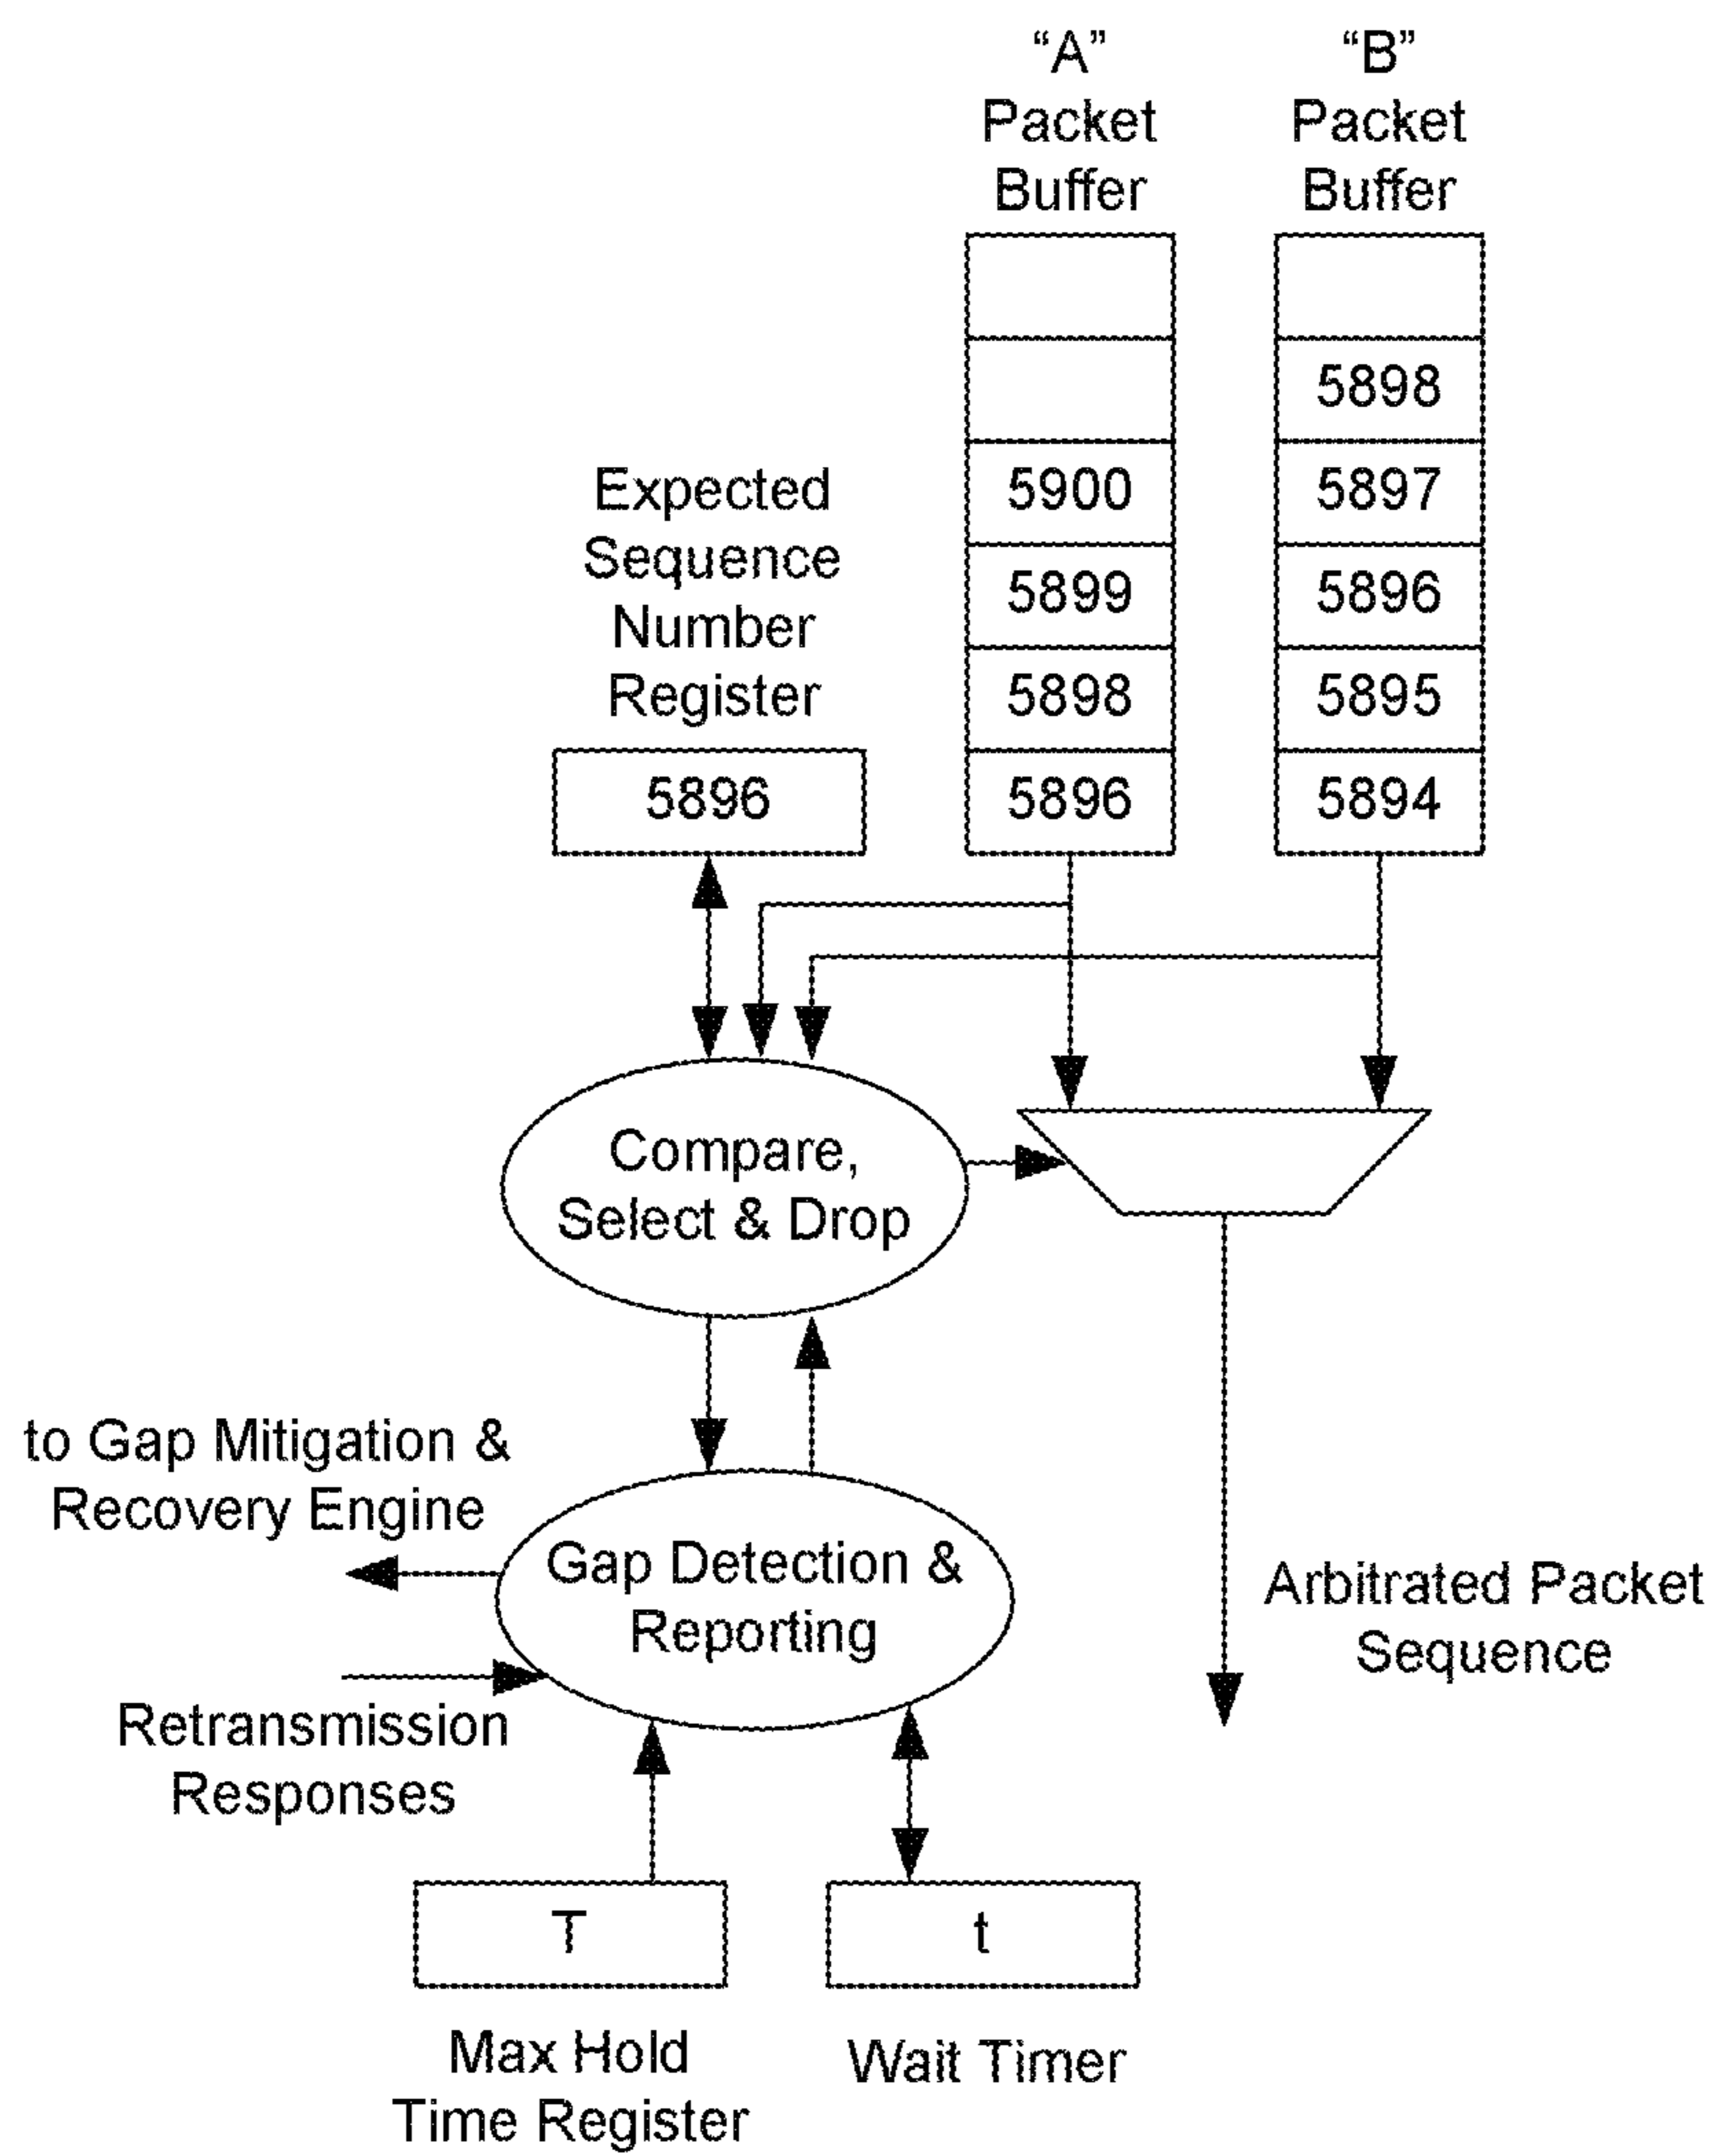 “A”
Packet
Buffer
“B”
Packet
Buffer
5900
5899
5898
5896
5898
5897
5896
5895
5894
Expected
Sequence
Number
Register
5896
Compare,
Select & Drop
to Gap Mitigation &
Recovery Engine
Gap Detection &
Reporting
Retransmission
Responses
Arbitrated Packet
Sequence
T
Max Hold
Time Register
t
Wait Timer